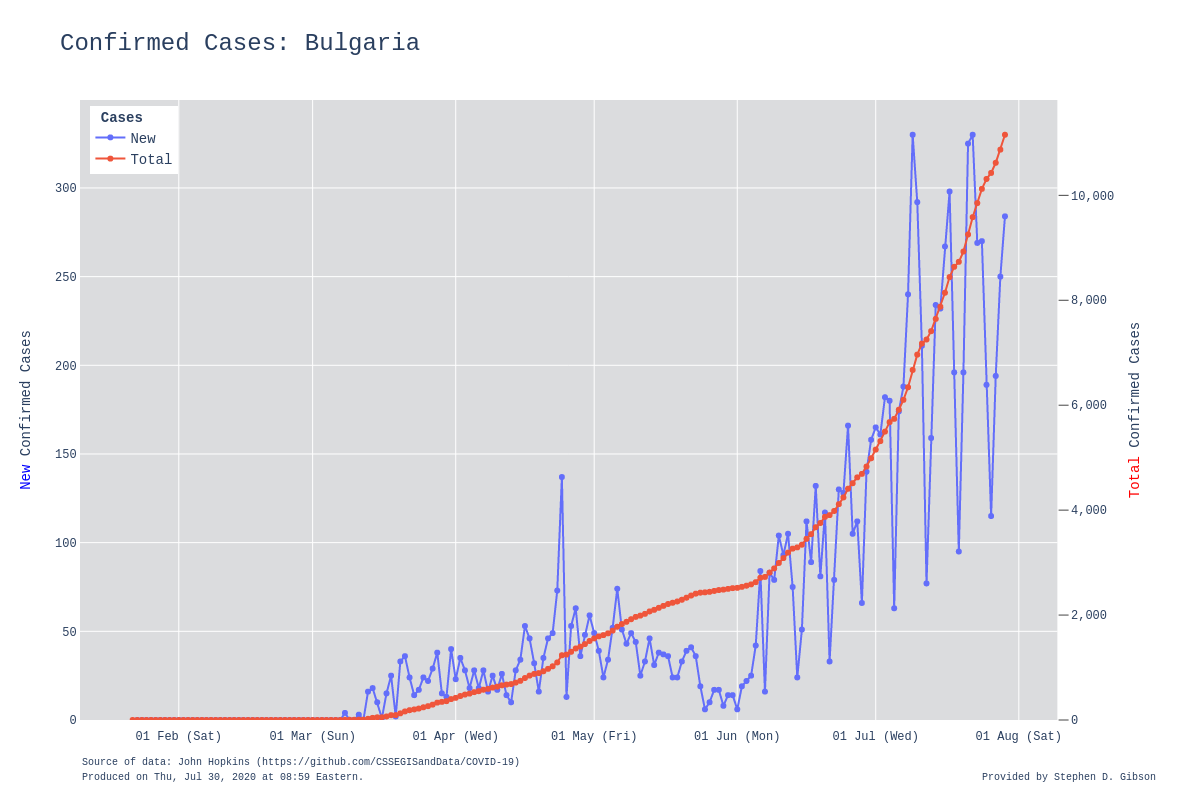 Confirmed Cases: Bulgaria
Cases
New
Total
300
250
200
150
100
50
0
10,000
8,000
6,000
4,000
2,000
0
New Confirmed Cases
Total Confirmed Cases
01 Feb (Sat) 01 Mar (Sun) 01 Apr (Wed) 01 May (Fri) 01 Jun (Mon) 01 Jul (Wed) 01 Aug (Sat)
Source of data: John Hopkins (https://github.com/CSSEGISandData/COVID-19)
Produced on Thu, Jul 30, 2020 at 08:59 Eastern.
Provided by Stephen D. Gibson